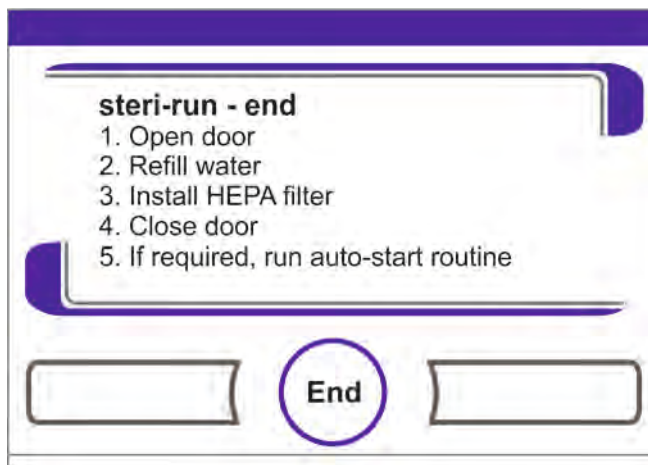 steri-run - end
1. Open door
2. Refill water
3. Install HEPA filter
4. Close door
5. If required, run auto-start routine
End